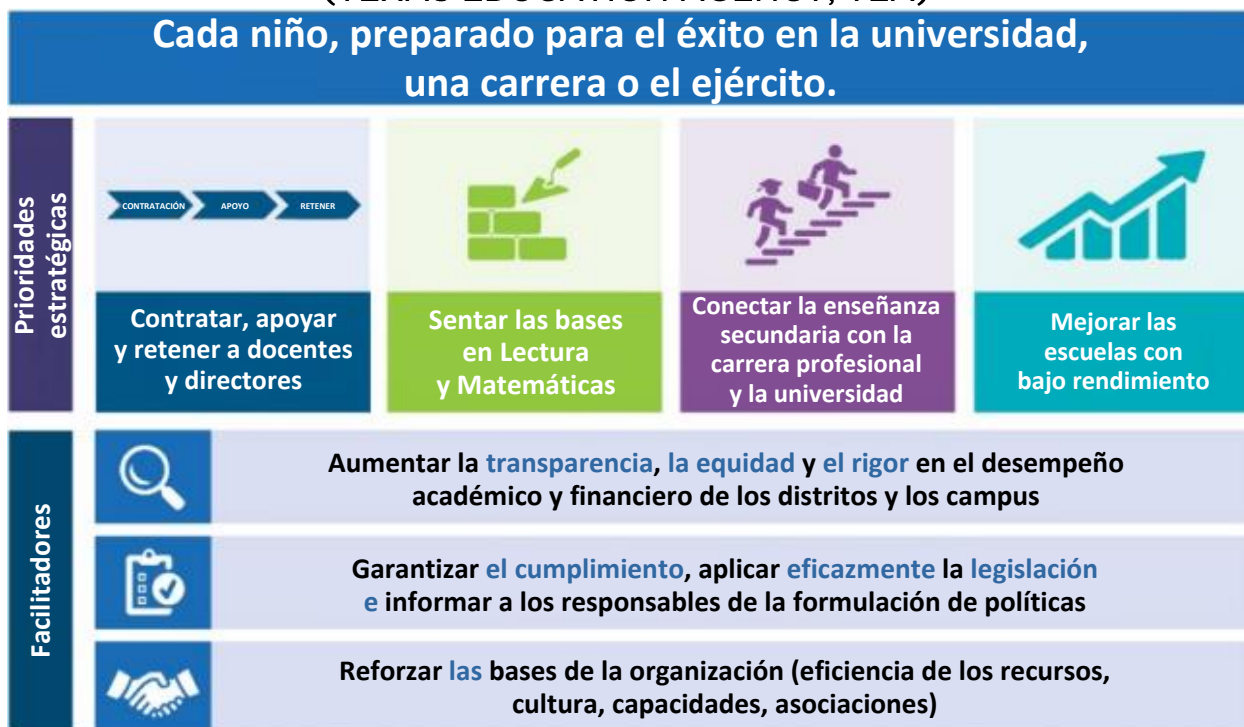 (TEXAS EDUCATION AGENCY, TEA)
Cada niño, preparado para el éxito en la universidad,
una carrera o el ejército.
Prioridades
estratégicas
CONTRATACIÓN
APOYO
RETENER
Contratar, apoyar
y retener a docentes
y directores
Sentar las bases
en Lectura
y Matemáticas
Conectar la enseñanza
secundaria con la
carrera profesional
y la universidad
Mejorar las
escuelas con
bajo rendimiento
Facilitadores
Aumentar la transparencia, la equidad y el rigor en el desempeño
académico y financiero de los distritos y los campus
Garantizar el cumplimiento, aplicar eficazmente la legislación
e informar a los responsables de la formulación de políticas
Reforzar las bases de la organización (eficiencia de los recursos,
cultura, capacidades, asociaciones)